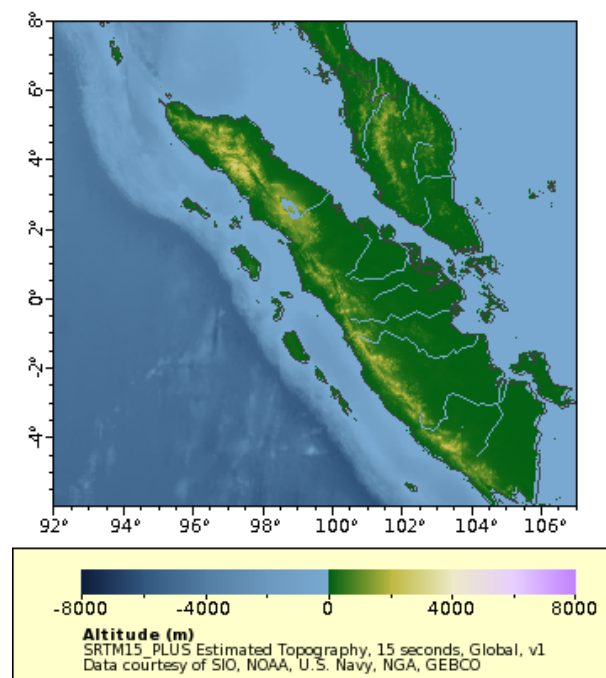 8°
6°
4°
2°
0°
-2°
-4°
92° 94° 96° 98° 100° 102° 104° 106°
-8000 -4000 0 4000 8000
Altitude (m)
SRTM15_PLUS Estimated Topography, 15 seconds, Global, v1
Data courtesy of SIO, NOAA, U.S. Navy, NGA, GEBCO